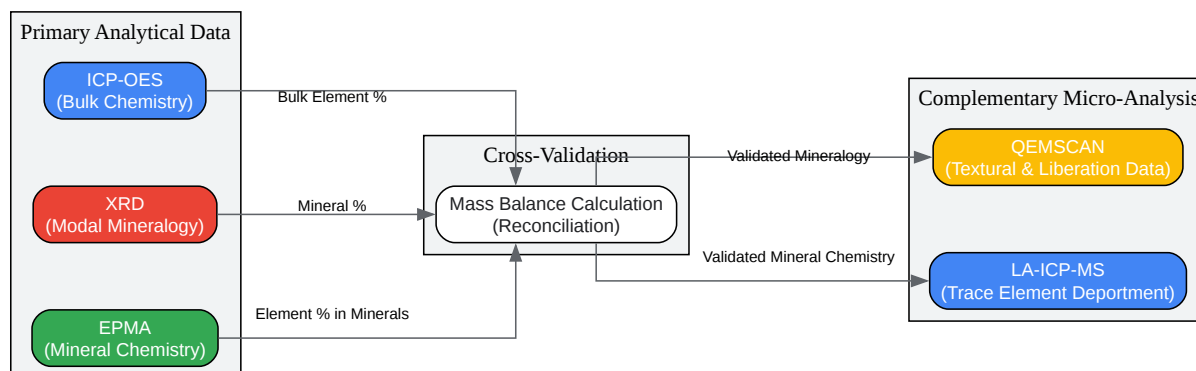 Primary Analytical Data
ICP-OES
(Bulk Chemistry)
Bulk Element %
XRD
(Modal Mineralogy)
Mineral %
EPMA
(Mineral Chemistry)
Element % in Minerals
Cross-Validation
Mass Balance Calculation
(Reconciliation)
Validated Mineralogy
Validated Mineral Chemistry
Complementary Micro-Analysis
QEMSCAN
(Textural & Liberation Data)
LA-ICP-MS
(Trace Element Deportment)